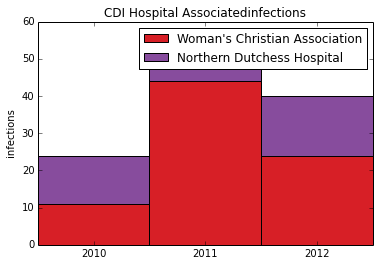 CDI Hospital Associatedinfections
Woman's Christian Association
Northern Dutchess Hospital
infections
60
50
40
30
20
10
0
2010 2011 2012